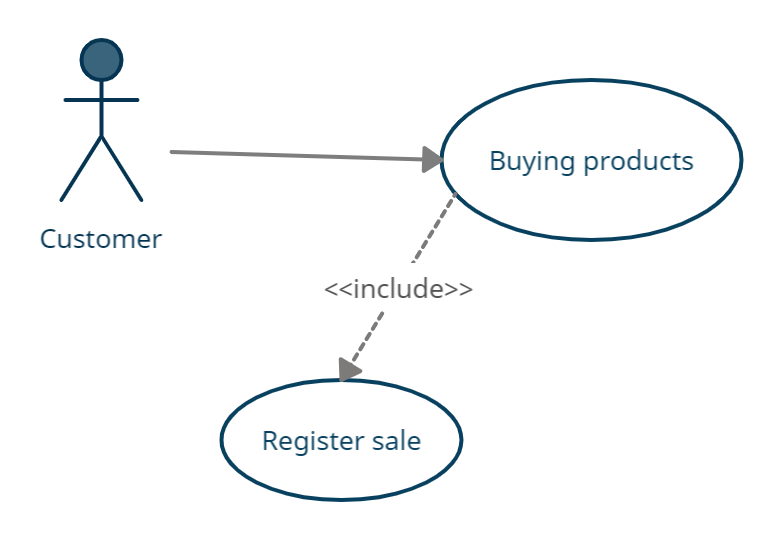 Buying products
Customer
<<include>>
Register sale